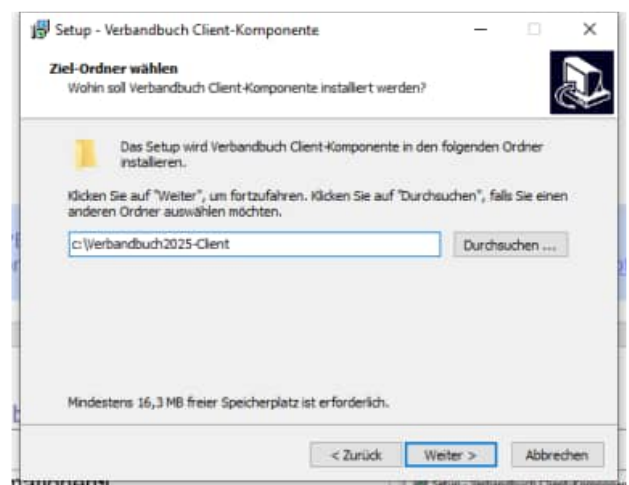 Setup - Verbandbuch Client-Komponente
Ziel-Ordner wählen
Wohin soll Verbandbuch Client-Komponente installiert werden?
Das Setup wird Verbandbuch Client-Komponente in den folgenden Ordner
installieren.
Klicken Sie auf "Weiter", um fortzufahren. Klicken Sie auf "Durchsuchen", falls Sie einen
anderen Ordner auswählen möchten.
c:\Verbandbuch2025-Client
Durchsuchen ...
Mindestens 16,3 MB freier Speicherplatz ist erforderlich.
< Zurück Weiter > Abbrechen